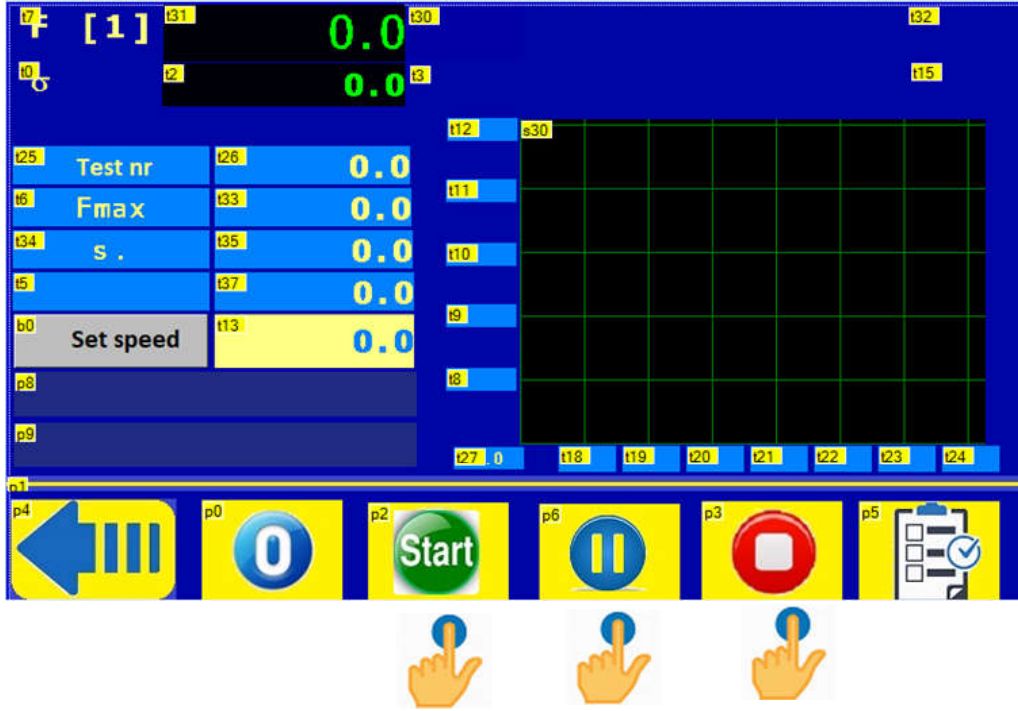 t7 F [1] t31 0.0 t30 t32
t0 σ t2 0.0 t3 t15
t12 s30
t25 Test nr t26 0.0
t6 Fmax t33 0.0 t11
t34 s . t35 0.0 t10
t5 t37 0.0 t9
b0 Set speed t13 0.0
p8 t8
p9
t27 .0 t18 t19 t20 t21 t22 t23 t24
p1
p4 p0 0 p2 Start p6 p3 p5